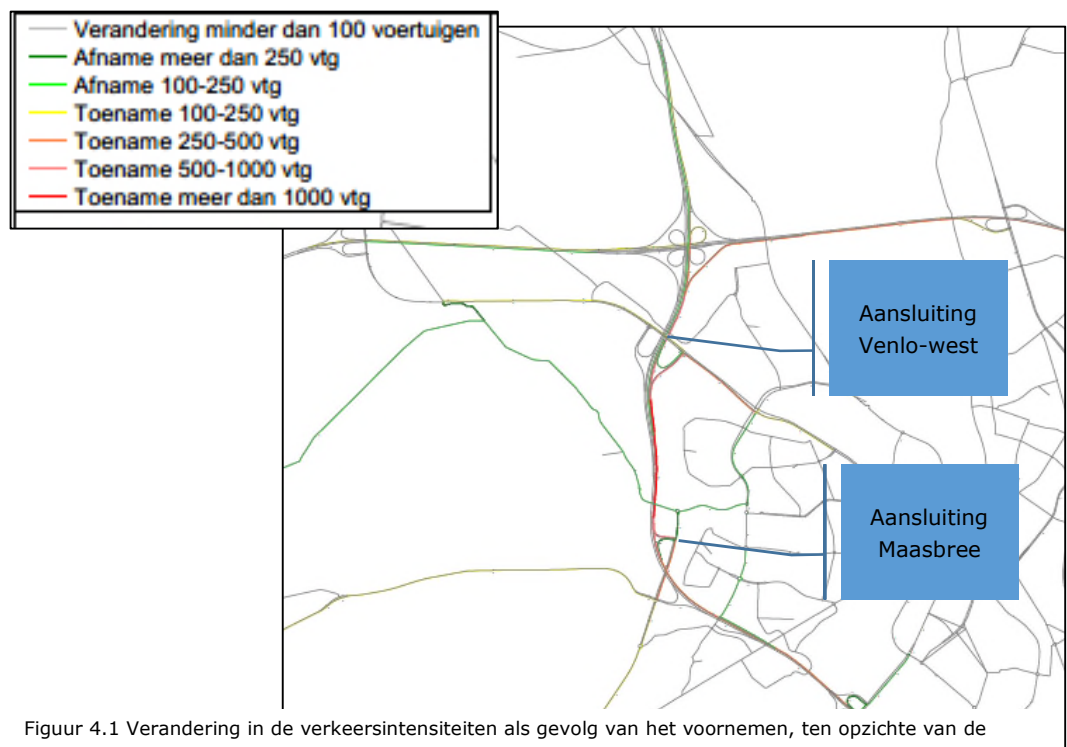 Verandering minder dan 100 voertuigen
Afname meer dan 250 vtg
Afname 100-250 vtg
Toename 100-250 vtg
Toename 250-500 vtg
Toename 500-1000 vtg
Toename meer dan 1000 vtg
Aansluiting
Venlo-west
Aansluiting
Maasbree
Figuur 4.1 Verandering in de verkeersintensiteiten als gevolg van het voornemen, ten opzichte van de